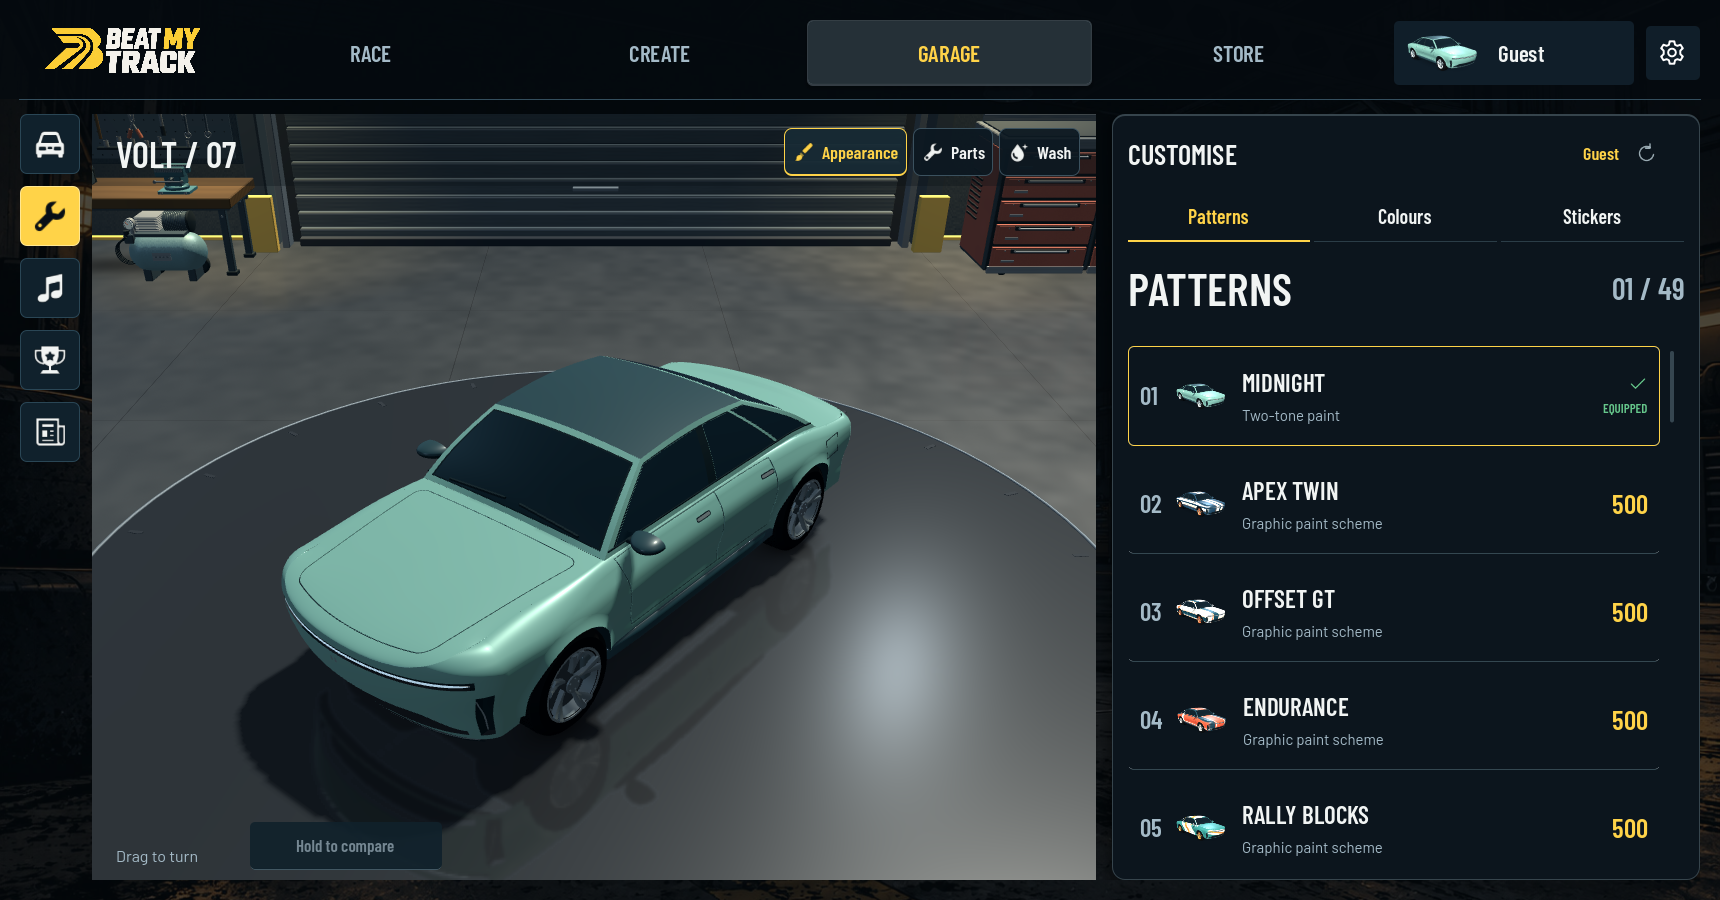 BEAT MY
TRACK
RACE
CREATE
GARAGE
STORE
Guest
VOLT / 07
Appearance
Parts
Wash
Drag to turn
Hold to compare
CUSTOMISE
Guest
Patterns
Colours
Stickers
PATTERNS
01 / 49
01
MIDNIGHT
Two-tone paint
EQUIPPED
02
APEX TWIN
Graphic paint scheme
500
03
OFFSET GT
Graphic paint scheme
500
04
ENDURANCE
Graphic paint scheme
500
05
RALLY BLOCKS
Graphic paint scheme
500